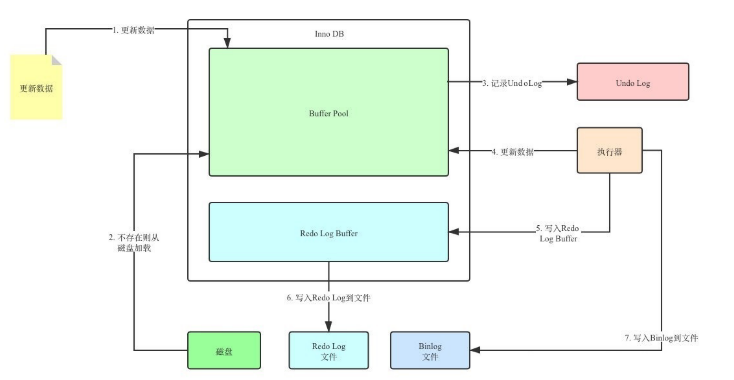 1. 更新数据
Inno DB
更新数据
Buffer Pool
3. 记录UndoLog
Undo Log
4. 更新数据
执行器
2. 不存在则从
磁盘加载
Redo Log Buffer
5. 写入Redo
Log Buffer
6. 写入Redo Log到文件
7. 写入Binlog到文件
磁盘
Redo Log
文件
Binlog
文件